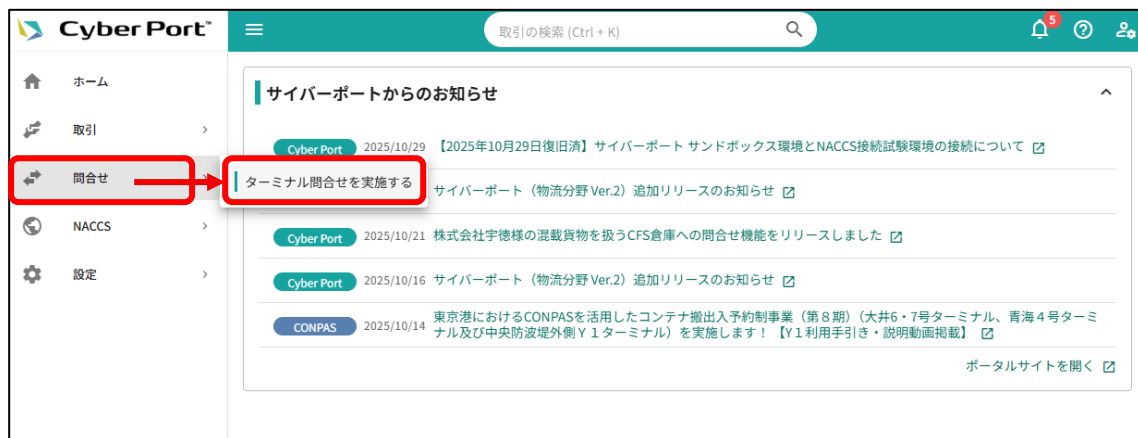 Cyber Port™
取引の検索 (Ctrl + K)
5
ホーム
取引
問合せ
NACCS
設定
ターミナル問合せを実施する
サイバーポートからのお知らせ
Cyber Port 2025/10/29 【2025年10月29日復旧済】サイバーポート サンドボックス環境とNACCS接続試験環境の接続について
サイバーポート（物流分野 Ver.2）追加リリースのお知らせ
Cyber Port 2025/10/21 株式会社宇徳様の混載貨物を扱うCFS倉庫への問合せ機能をリリースしました
Cyber Port 2025/10/16 サイバーポート（物流分野 Ver.2）追加リリースのお知らせ
CONPAS 2025/10/14 東京港におけるCONPASを活用したコンテナ搬出入予約制事業（第８期）（大井6・7号ターミナル、青海４号ターミ
ナル及び中央防波堤外側Ｙ１ターミナル）を実施します！【Y１利用手引き・説明動画掲載】
ポータルサイトを開く